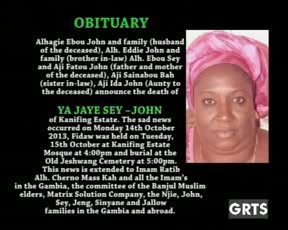 OBITUARY
Alhagie Ebou John and family (husband
of the deceased), Alh. Eddie John and
family (brother in-law) Alh. Ebou Sey
and Aji Fatou John (father and mother
of the deceased), Aji Sainabou Bah
(sister in-law), Aji Ida John (Aunty to
the deceased) announce the death of
YA JAYE SEY –JOHN
of Kanifing Estate. The sad news
occurred on Monday 14th October
2013, Fidaw was held on Tuesday,
15th October at Kanifing Estate
Mosque at 4:00pm and burial at the
Old Jeshwang Cemetery at 5:00pm.
This news is extended to Imam Ratib
Alh. Cherno Mass Kah and all the Imam's
in the Gambia, the committee of the Banjul Muslim
elders, Matrix Solution Company, the Njie, John,
Sey, Jeng, Sinyane and Jallow
families in the Gambia and abroad.
GRTS